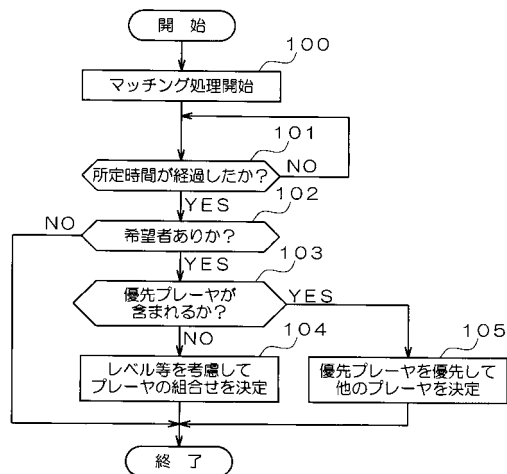 開 始
100
マッチング処理開始
101
所定時間が経過したか?
NO
YES
102
NO
希望者ありか?
YES
103
優先プレーヤが
含まれるか?
YES
NO
104
レベル等を考慮して
プレーヤの組合せを決定
105
優先プレーヤを優先して
他のプレーヤを決定
終 了